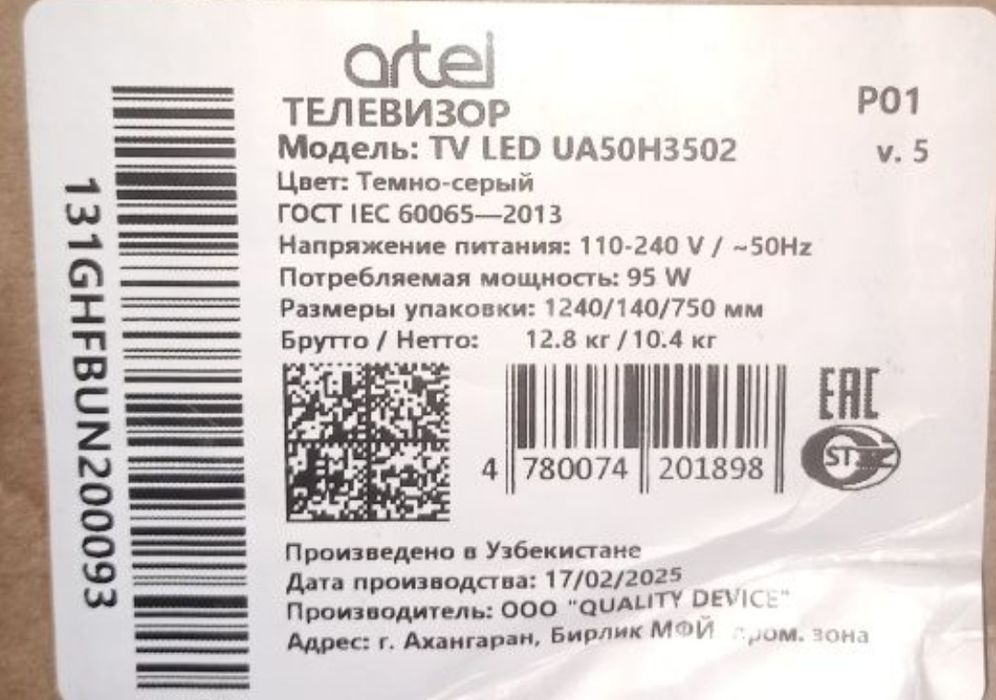 artel
ТЕЛЕВИЗОР
P01
Модель: TV LED UA50H3502
v. 5
Цвет: Темно-серый
ГОСТ IEC 60065—2013
Напряжение питания: 110-240 V / ~50Hz
Потребляемая мощность: 95 W
Размеры упаковки: 1240/140/750 мм
Брутто / Нетто: 12.8 кг / 10.4 кг
131GHFBUN200093
4 780074 201898
EAC
ST
Произведено в Узбекистане
Дата производства: 17/02/2025
Производитель: ООО "QUALITY DEVICE"
Адрес: г. Ахангаран, Бирлик МФЙ зона